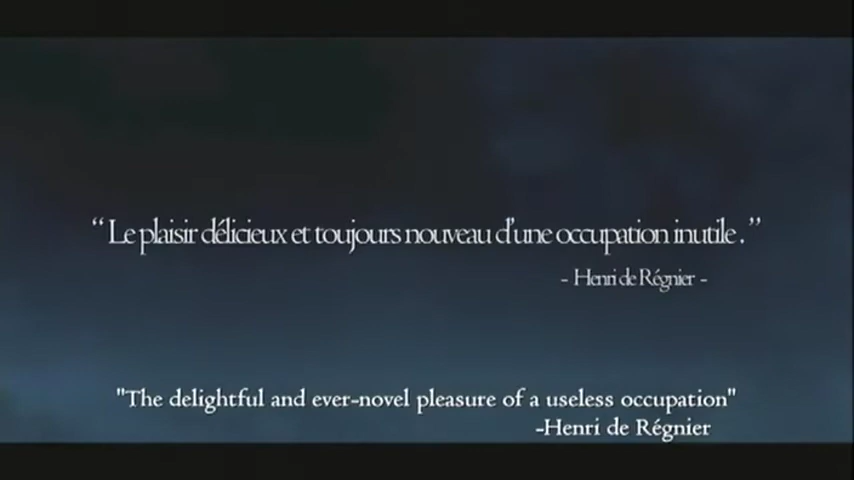 “ Le plaisir délicieux et toujours nouveau d’une occupation inutile . ”
- Henri de Régnier -
"The delightful and ever-novel pleasure of a useless occupation"
-Henri de Régnier